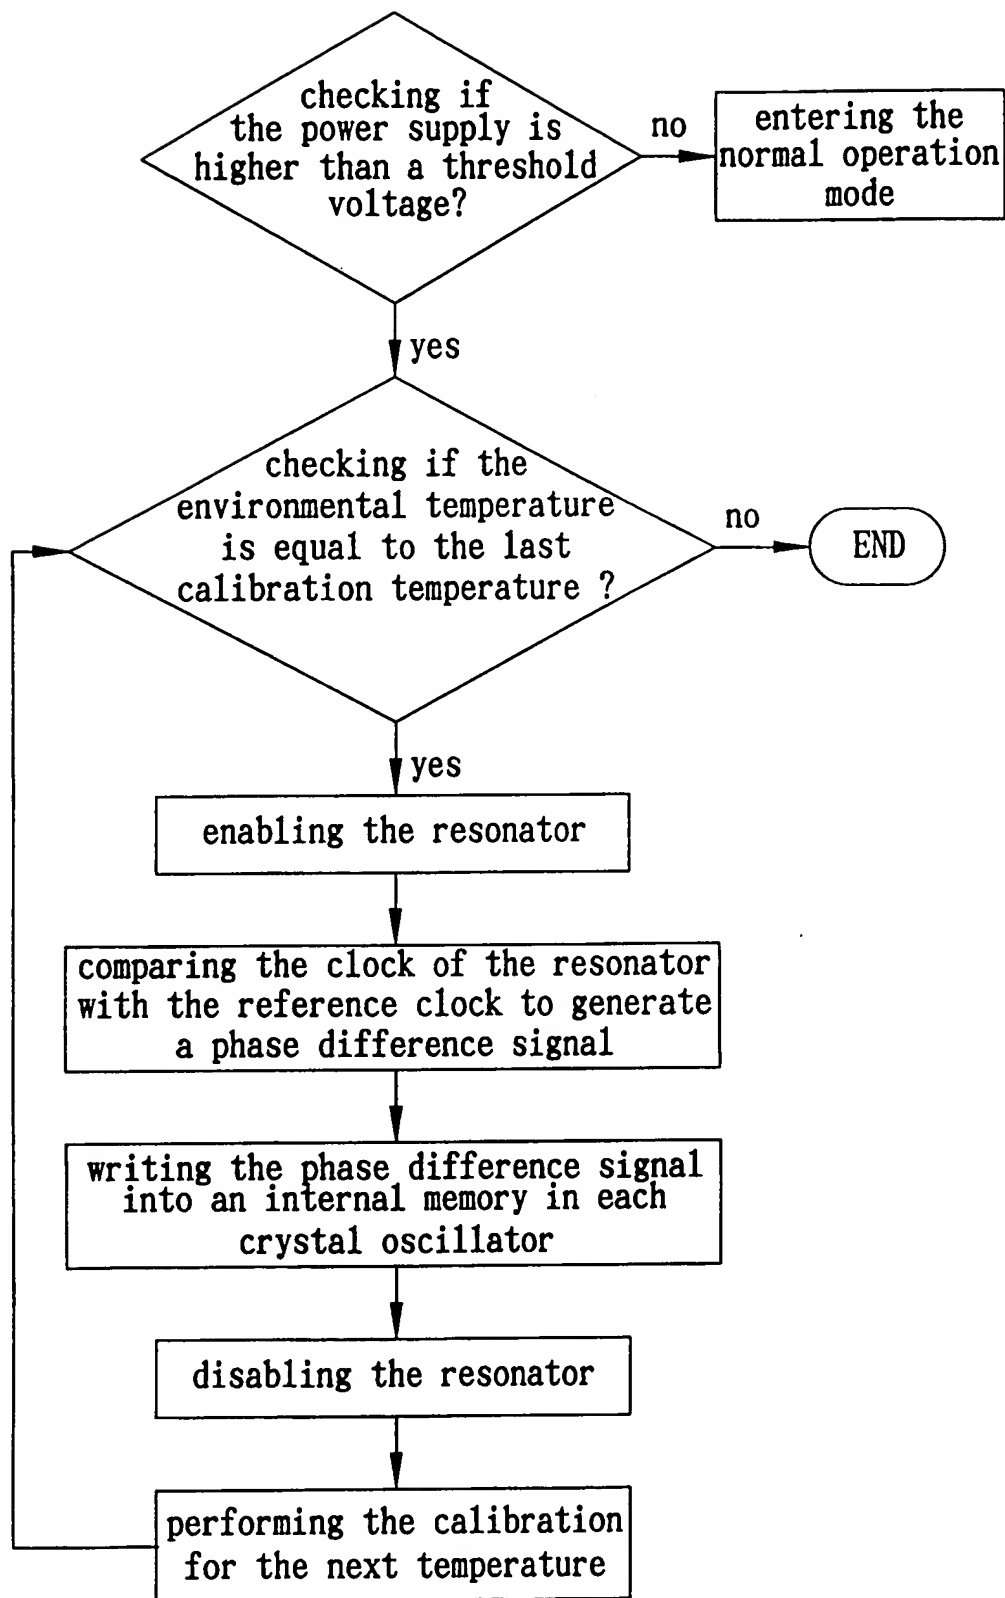 checking if
the power supply is
higher than a threshold
voltage?
no
entering the
normal operation
mode
yes
checking if the
environmental temperature
is equal to the last
calibration temperature ?
no
END
yes
enabling the resonator
comparing the clock of the resonator
with the reference clock to generate
a phase difference signal
writing the phase difference signal
into an internal memory in each
crystal oscillator
disabling the resonator
performing the calibration
for the next temperature